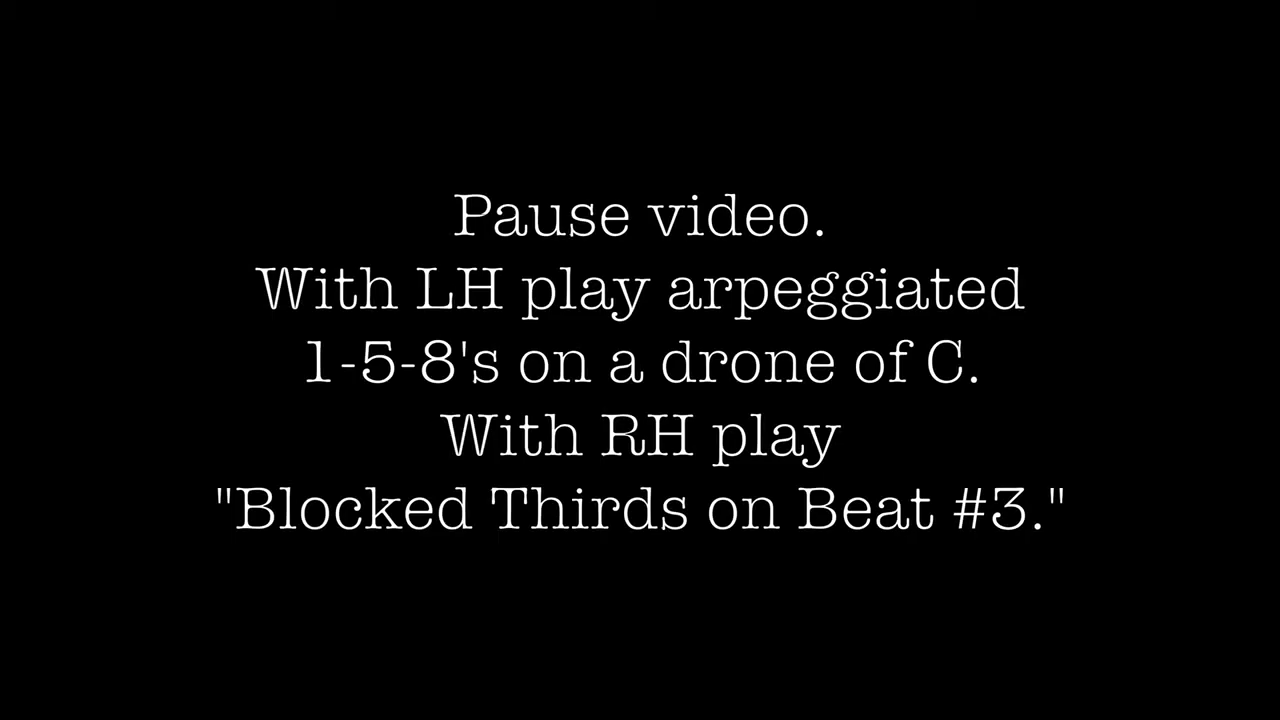 Pause video.
With LH play arpeggiated
1-5-8's on a drone of C.
With RH play
"Blocked Thirds on Beat #3."